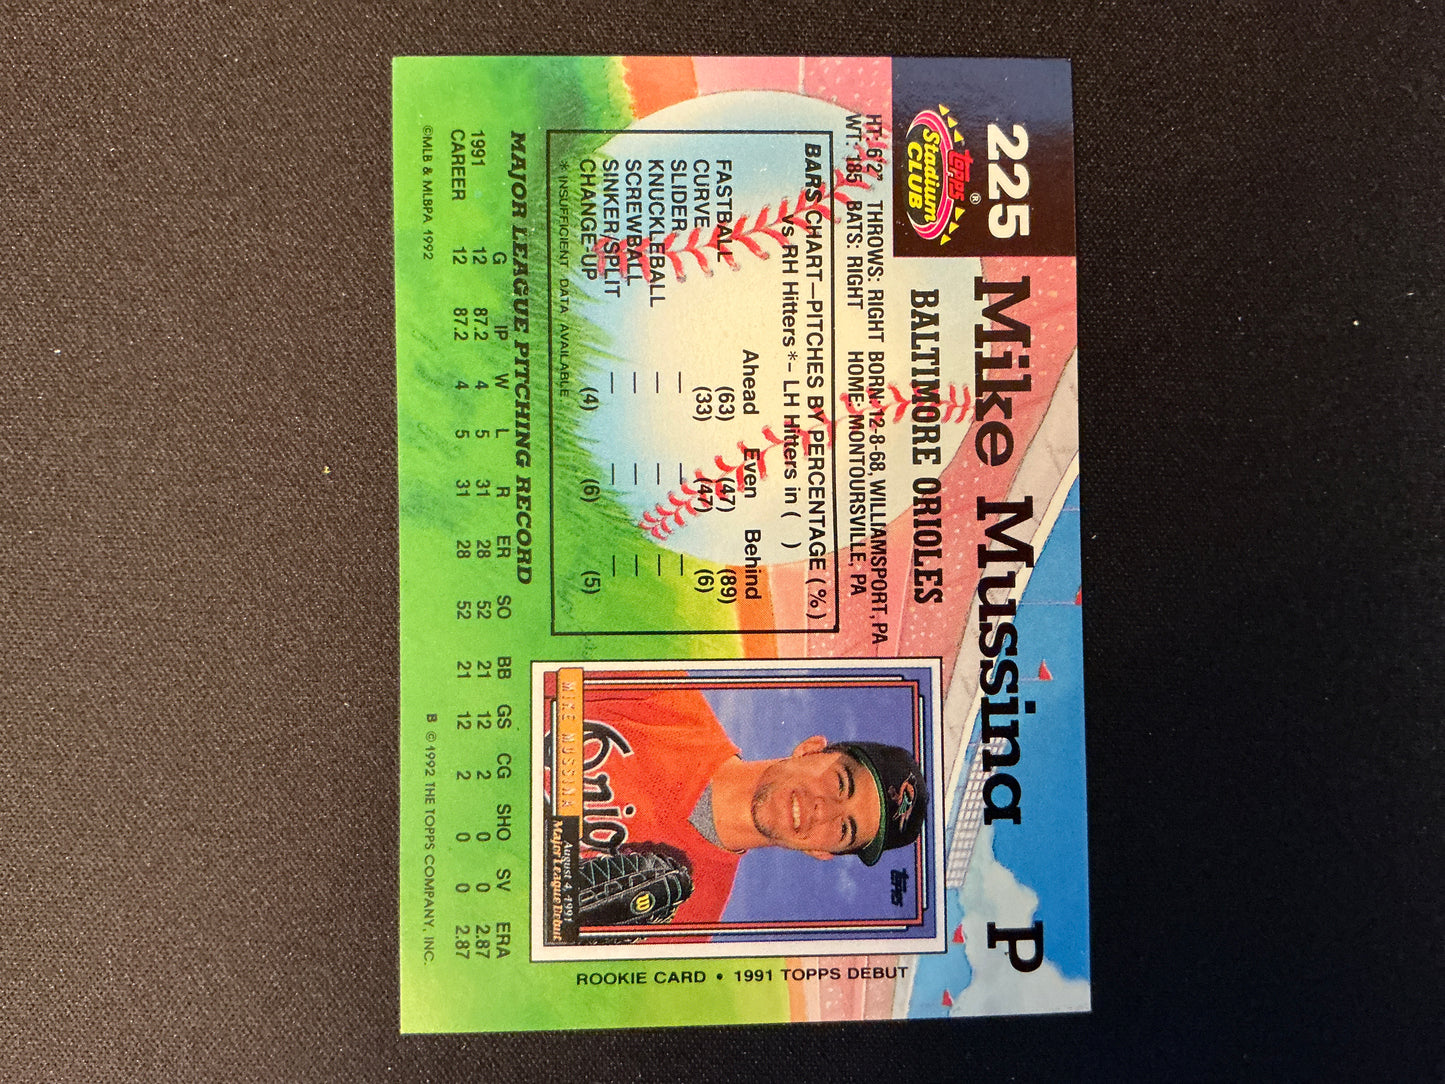 225
Mike Mussina P
topps®
Stadium
CLUB
BALTIMORE ORIOLES
HT: 6'2" THROWS: RIGHT BORN: 12-8-68, WILLIAMSPORT, PA
WT: 185 BATS: RIGHT HOME: MONTOURSVILLE, PA
BARS CHART—PITCHES BY PERCENTAGE (%)
vs RH Hitters *- LH Hitters in ( )
Ahead Even Behind
FASTBALL (63) (47) (89)
CURVE (33) (47) (6)
SLIDER — — —
KNUCKLEBALL — — —
SCREWBALL — — —
SINKER/SPLIT — — —
CHANGE-UP (4) (6) (5)
* INSUFFICIENT DATA AVAILABLE
TOPPS
Orio
W
MIKE MUSSINA
August 4, 1991
Major League Debut
ROOKIE CARD • 1991 TOPPS DEBUT
MAJOR LEAGUE PITCHING RECORD
G IP W L R ER SO BB GS CG SHO SV ERA
1991 12 87.2 4 5 31 28 52 21 12 2 0 0 2.87
CAREER 12 87.2 4 5 31 28 52 21 12 2 0 0 2.87
©MLB & MLBPA 1992 B ©1992 THE TOPPS COMPANY, INC.